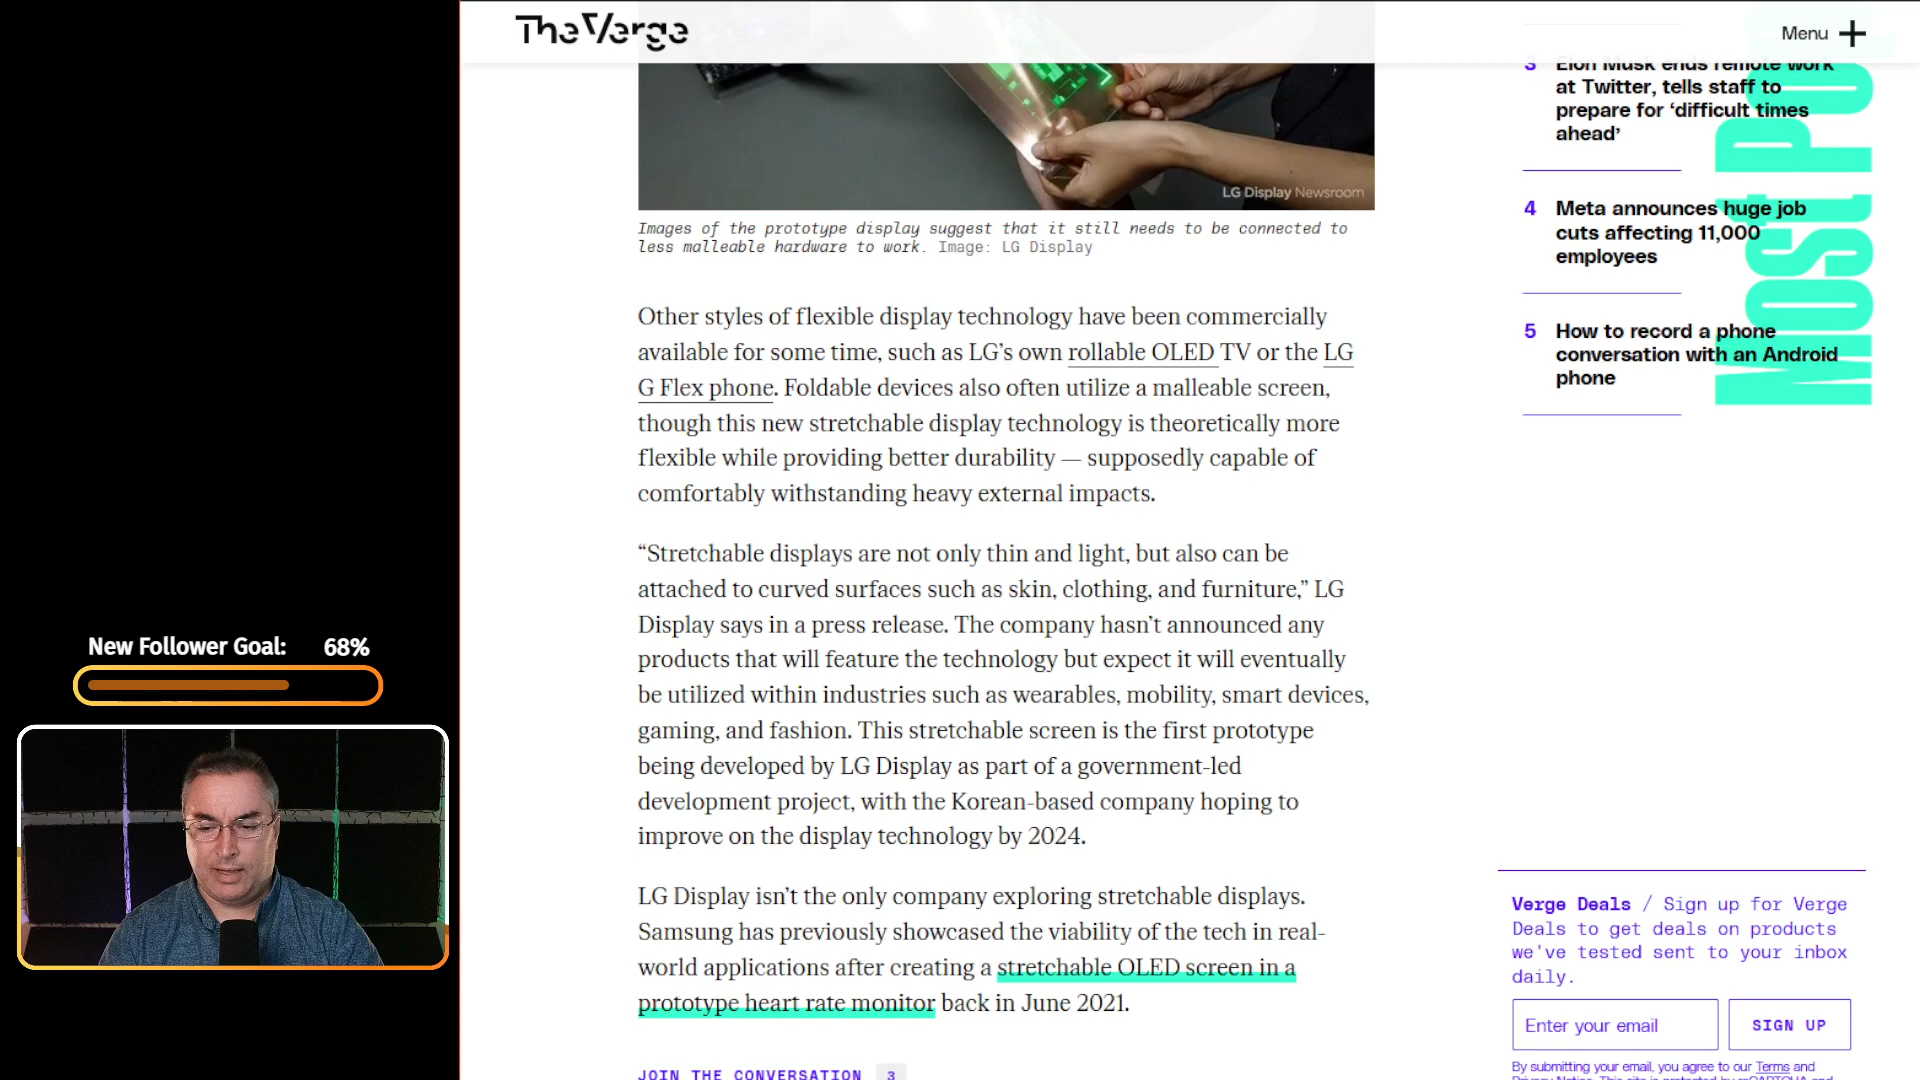 The Verge
Menu
3 Elon Musk ends remote work
at Twitter, tells staff to
prepare for ‘difficult times
ahead’
4 Meta announces huge job
cuts affecting 11,000
employees
5 How to record a phone
conversation with an Android
phone
Most Po
LG Display Newsroom
Images of the prototype display suggest that it still needs to be connected to
less malleable hardware to work. Image: LG Display
Other styles of flexible display technology have been commercially
available for some time, such as LG’s own rollable OLED TV or the LG
G Flex phone. Foldable devices also often utilize a malleable screen,
though this new stretchable display technology is theoretically more
flexible while providing better durability — supposedly capable of
comfortably withstanding heavy external impacts.
“Stretchable displays are not only thin and light, but also can be
attached to curved surfaces such as skin, clothing, and furniture,” LG
Display says in a press release. The company hasn’t announced any
products that will feature the technology but expect it will eventually
be utilized within industries such as wearables, mobility, smart devices,
gaming, and fashion. This stretchable screen is the first prototype
being developed by LG Display as part of a government-led
development project, with the Korean-based company hoping to
improve on the display technology by 2024.
LG Display isn’t the only company exploring stretchable displays.
Samsung has previously showcased the viability of the tech in real-
world applications after creating a stretchable OLED screen in a
prototype heart rate monitor back in June 2021.
JOIN THE CONVERSATION 3
New Follower Goal: 68%
Verge Deals / Sign up for Verge
Deals to get deals on products
we've tested sent to your inbox
daily.
Enter your email
SIGN UP
By submitting your email, you agree to our Terms and